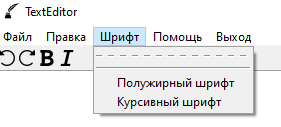 TextEditor
Файл Правка Шрифт Помощь Выход
B I
Полужирный шрифт
Курсивный шрифт